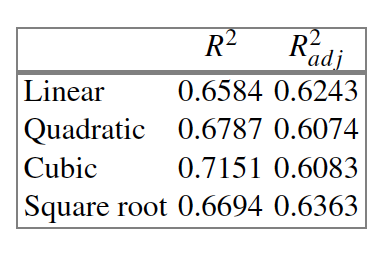 R² R²adj
Linear 0.6584 0.6243
Quadratic 0.6787 0.6074
Cubic 0.7151 0.6083
Square root 0.6694 0.6363